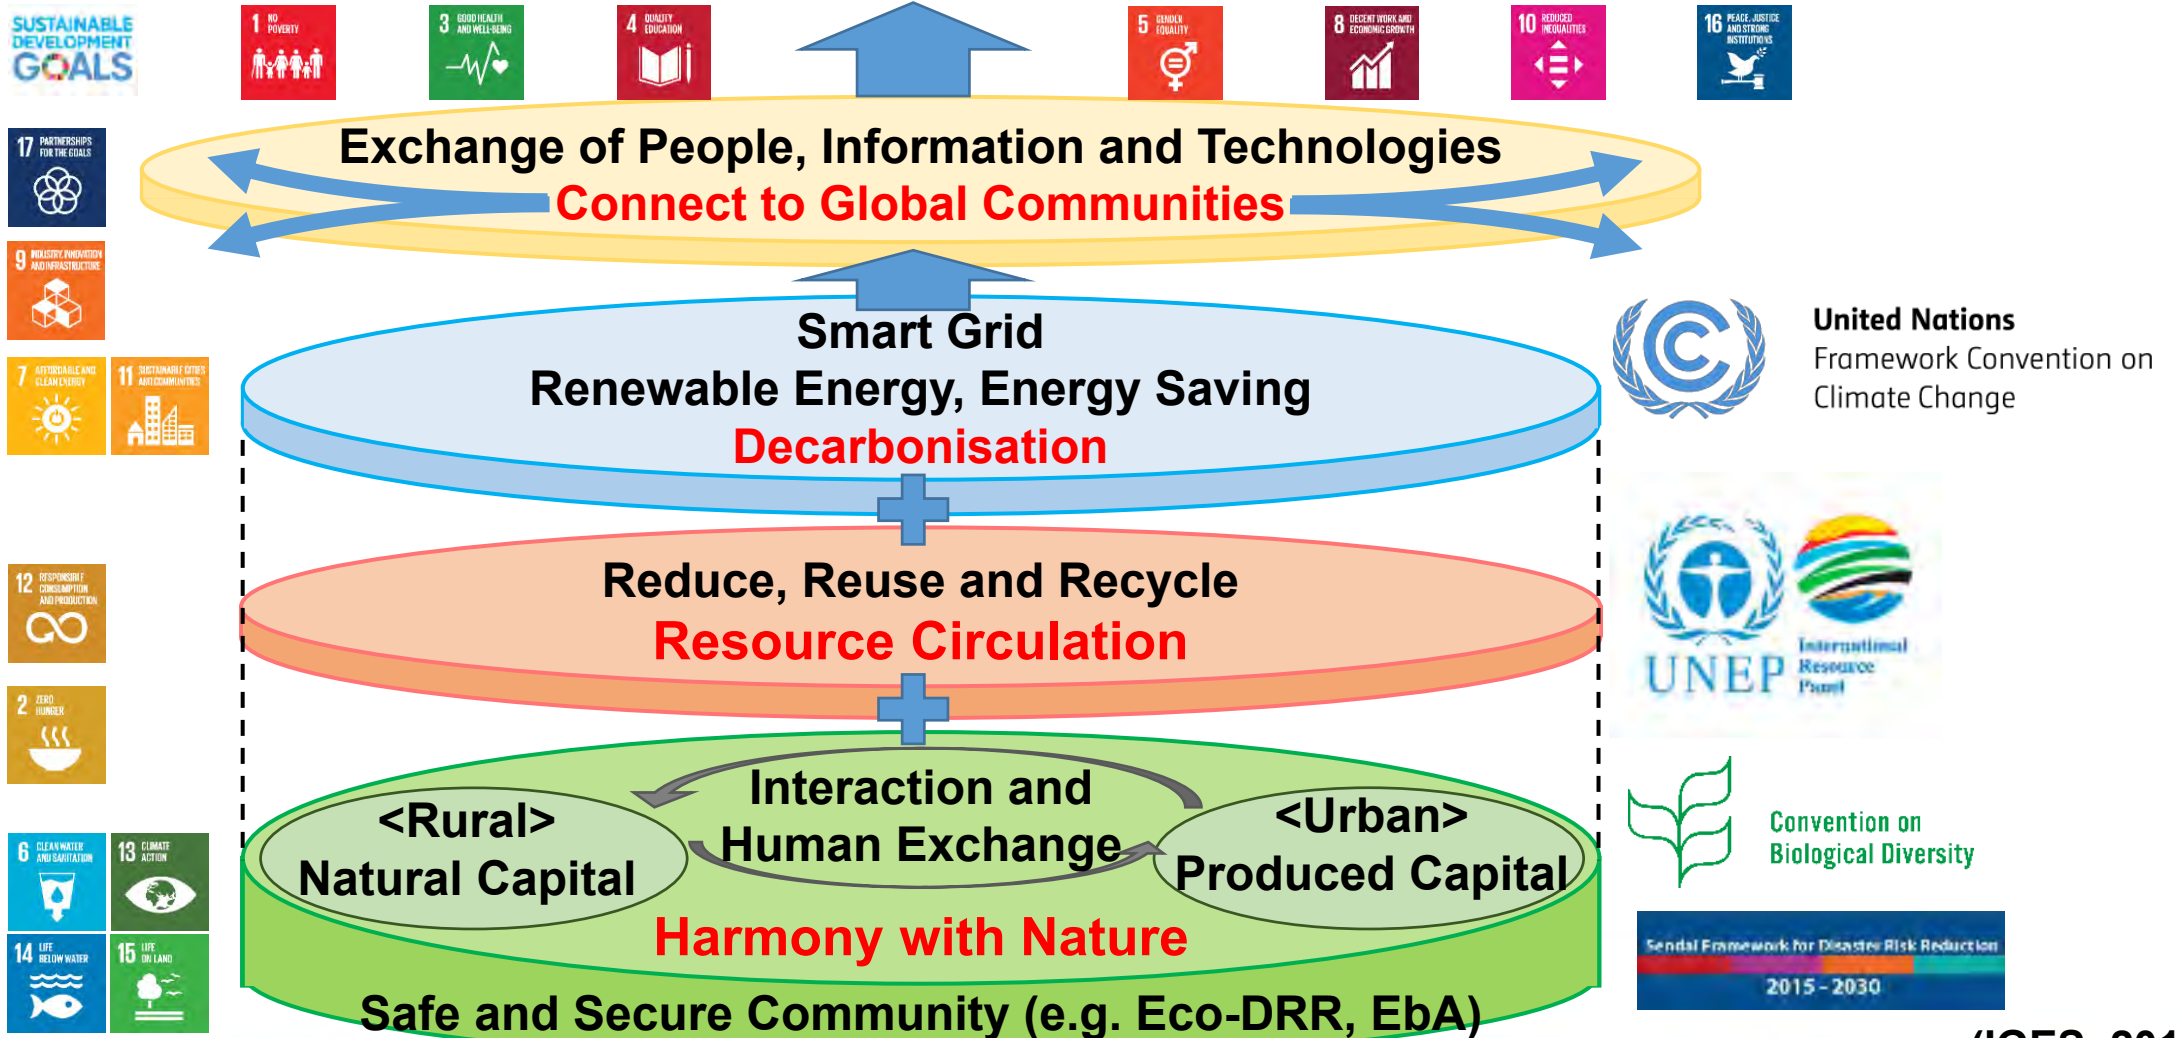 SUSTAINABLE
DEVELOPMENT
GOALS
1 NO
POVERTY
3 GOOD HEALTH
AND WELL-BEING
4 QUALITY
EDUCATION
5 GENDER
EQUALITY
8 DECENT WORK AND
ECONOMIC GROWTH
10 REDUCED
INEQUALITIES
16 PEACE, JUSTICE
AND STRONG
INSTITUTIONS
17 PARTNERSHIPS
FOR THE GOALS
Exchange of People, Information and Technologies
Connect to Global Communities
9 INDUSTRY, INNOVATION
AND INFRASTRUCTURE
Smart Grid
Renewable Energy, Energy Saving
Decarbonisation
United Nations
Framework Convention on
Climate Change
7 AFFORDABLE AND
CLEAN ENERGY
11 SUSTAINABLE CITIES
AND COMMUNITIES
12 RESPONSIBLE
CONSUMPTION
AND PRODUCTION
Reduce, Reuse and Recycle
Resource Circulation
UNEP
International
Resource
Panel
2 ZERO
HUNGER
Interaction and
Human Exchange
<Rural>
Natural Capital
<Urban>
Produced Capital
Harmony with Nature
Safe and Secure Community (e.g. Eco-DRR, EbA)
Convention on
Biological Diversity
6 CLEAN WATER
AND SANITATION
13 CLIMATE
ACTION
14 LIFE
BELOW WATER
15 LIFE
ON LAND
Sendai Framework for Disaster Risk Reduction
2015 - 2030